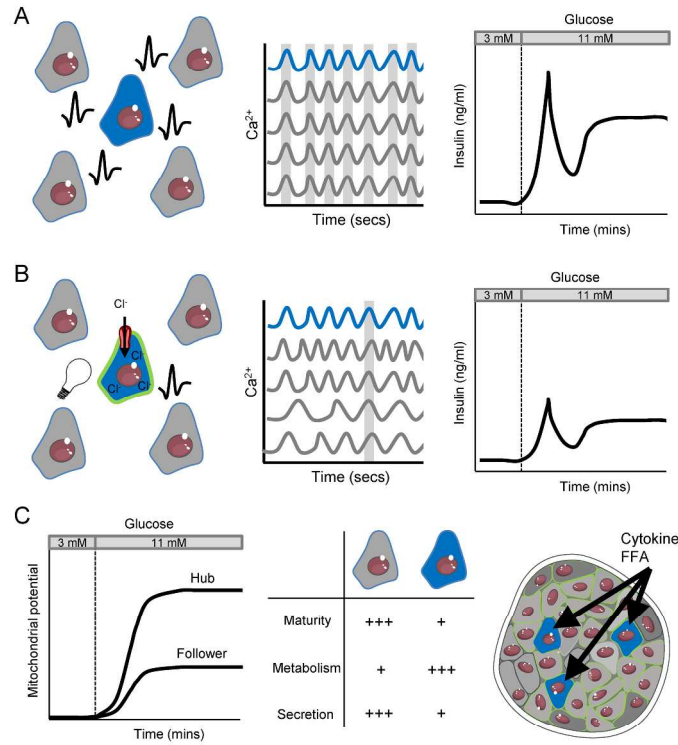 A
Ca²⁺
Time (secs)
Glucose
3 mM 11 mM
Insulin (ng/ml)
Time (mins)
B
Cl⁻
Cl⁻
Cl⁻ Cl⁻
Ca²⁺
Time (secs)
Glucose
3 mM 11 mM
Insulin (ng/ml)
Time (mins)
C
Glucose
3 mM 11 mM
Mitochondrial potential
Hub
Follower
Time (mins)
Maturity +++ +
Metabolism + +++
Secretion +++ +
Cytokine
FFA